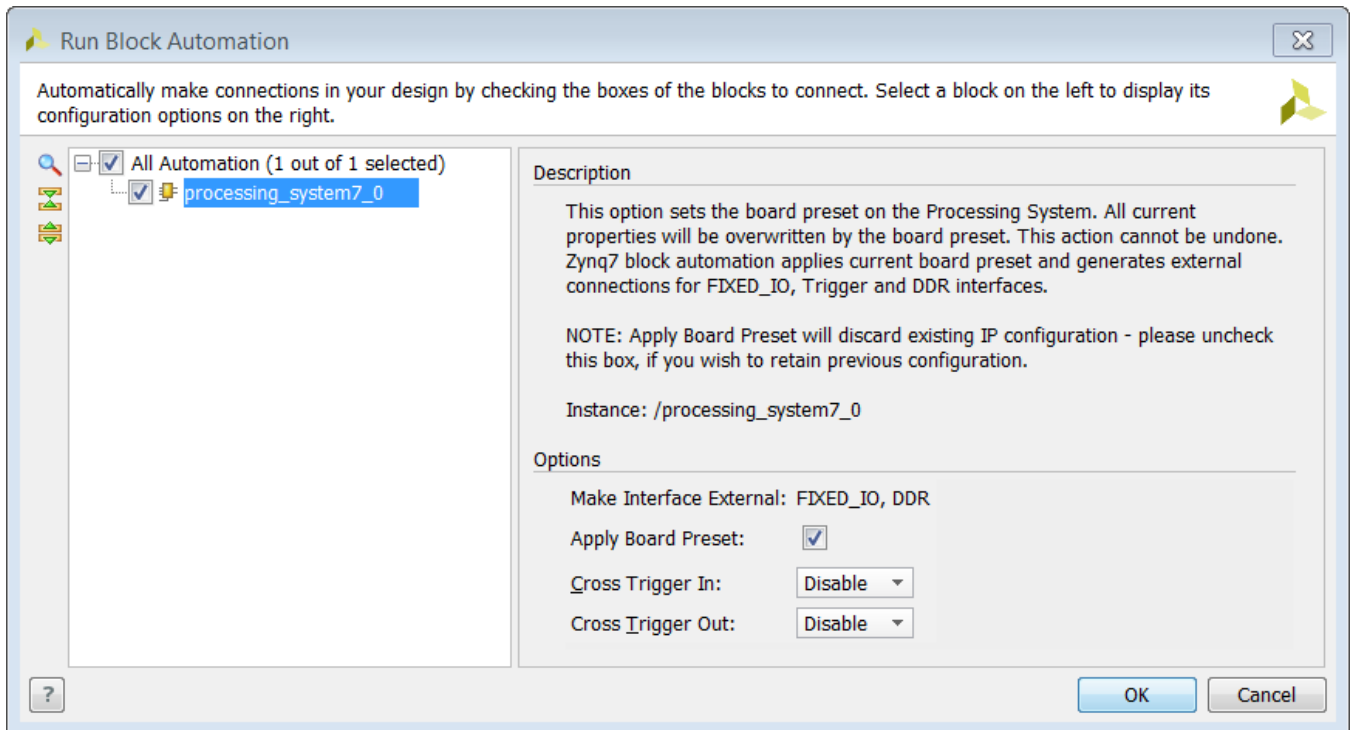 Run Block Automation
Automatically make connections in your design by checking the boxes of the blocks to connect. Select a block on the left to display its
configuration options on the right.
All Automation (1 out of 1 selected)
processing_system7_0
Description
This option sets the board preset on the Processing System. All current
properties will be overwritten by the board preset. This action cannot be undone.
Zynq7 block automation applies current board preset and generates external
connections for FIXED_IO, Trigger and DDR interfaces.
NOTE: Apply Board Preset will discard existing IP configuration - please uncheck
this box, if you wish to retain previous configuration.
Instance: /processing_system7_0
Options
Make Interface External: FIXED_IO, DDR
Apply Board Preset:
Cross Trigger In: Disable
Cross Trigger Out: Disable
? OK Cancel